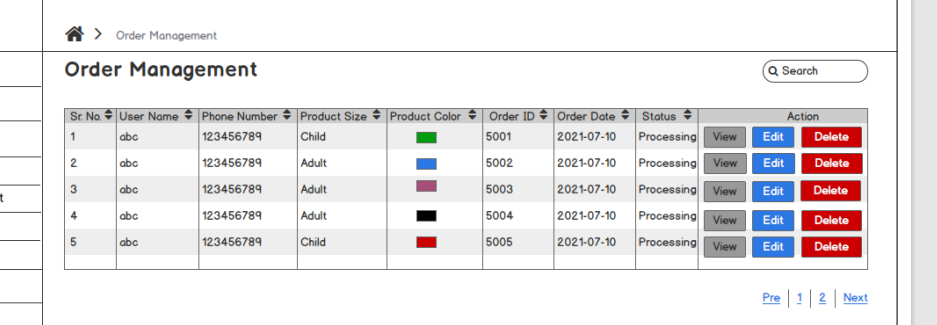 Order Management
Order Management
Search
Sr. No. User Name Phone Number Product Size Product Color Order ID Order Date Status Action
1 abc 123456789 Child 5001 2021-07-10 Processing View Edit Delete
2 abc 123456789 Adult 5002 2021-07-10 Processing View Edit Delete
3 abc 123456789 Adult 5003 2021-07-10 Processing View Edit Delete
t
4 abc 123456789 Adult 5004 2021-07-10 Processing View Edit Delete
5 abc 123456789 Child 5005 2021-07-10 Processing View Edit Delete
Pre 1 2 Next